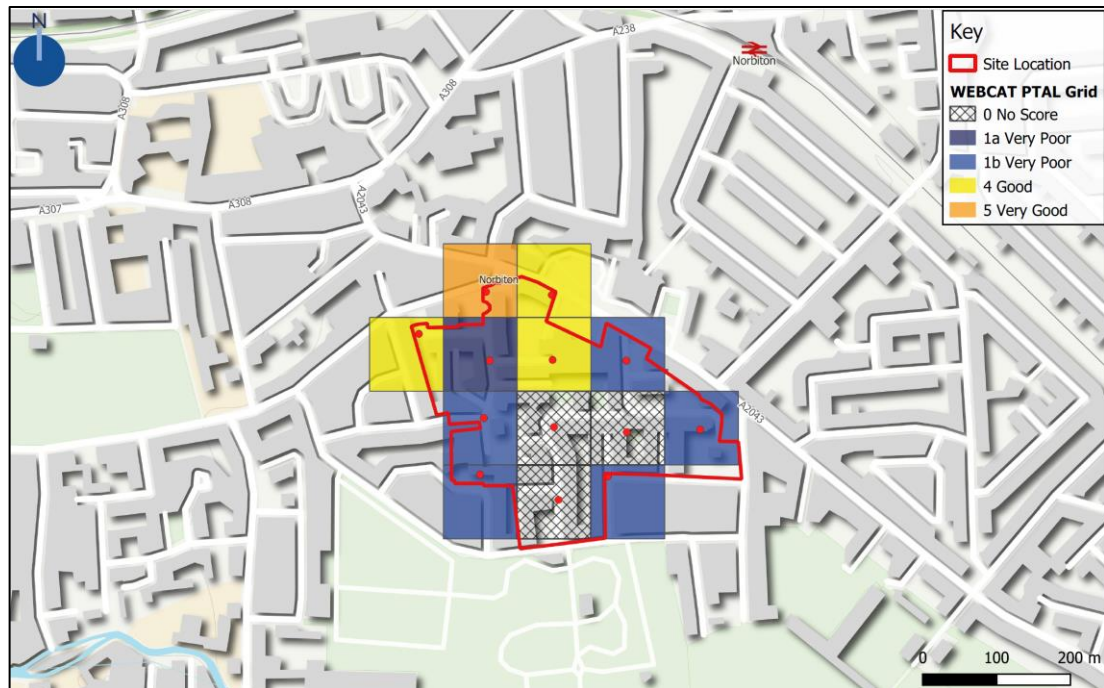 N
A238
Norbiton
A308
A308
A2043
A307
A308
Norbiton
A2043
Key
Site Location
WEBCAT PTAL Grid
0 No Score
1a Very Poor
1b Very Poor
4 Good
5 Very Good
0 100 200 m